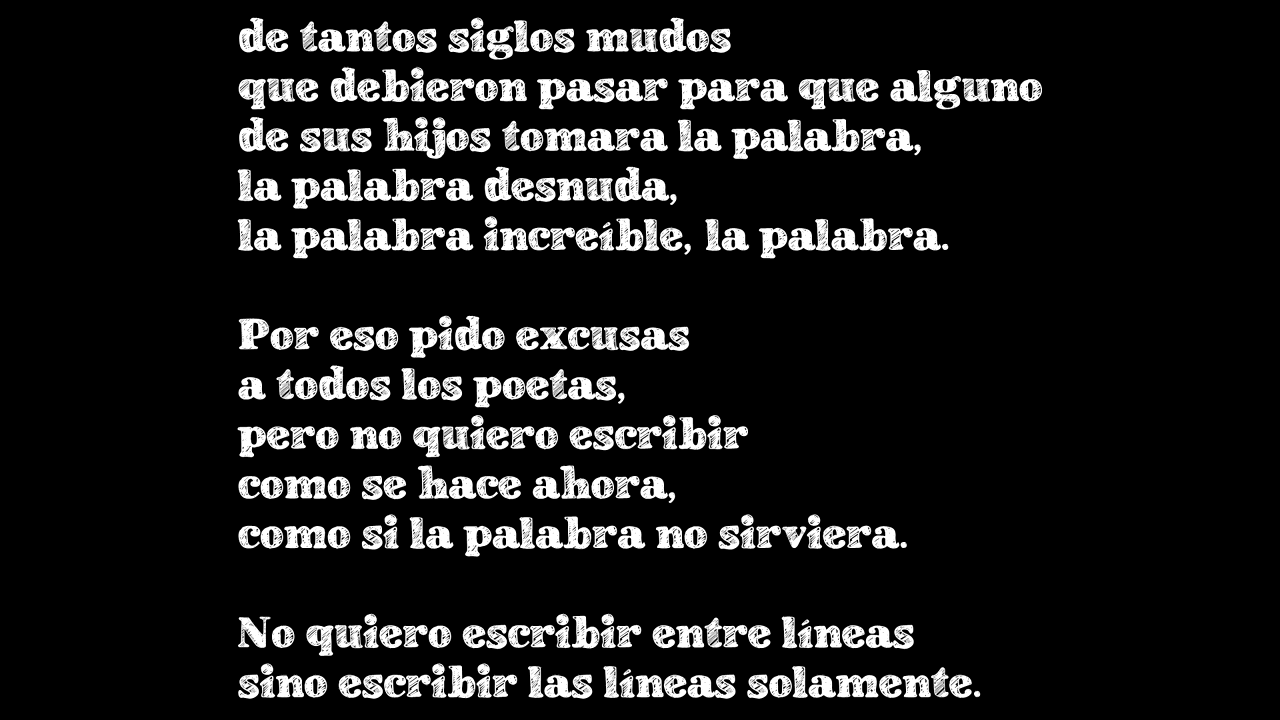 de tantos siglos mudos
que debieron pasar para que alguno
de sus hijos tomara la palabra,
la palabra desnuda,
la palabra increíble, la palabra.
Por eso pido excusas
a todos los poetas,
pero no quiero escribir
como se hace ahora,
como si la palabra no sirviera.
No quiero escribir entre líneas
sino escribir las líneas solamente.